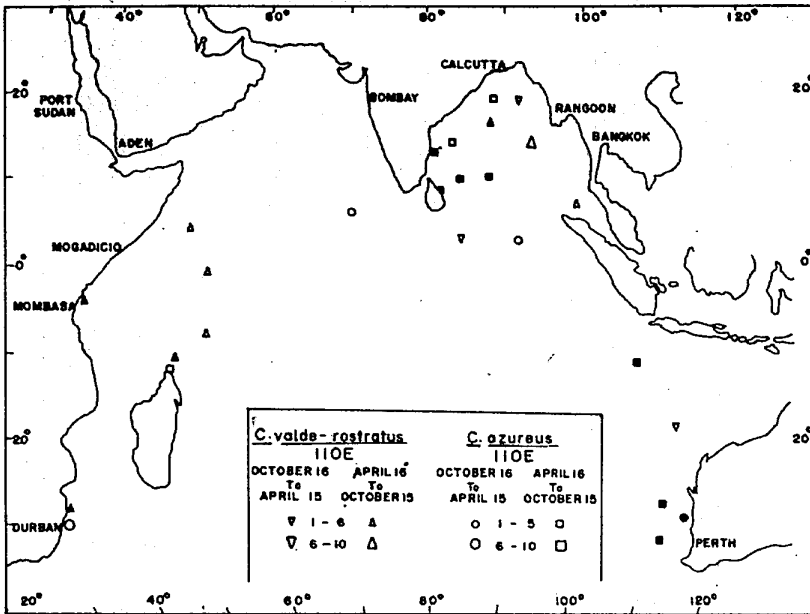 40° 60° 80° 100° 120°
20° 20°
CALCUTTA
BOMBAY
PORT
SUDAN
RANGOON
ADEN
BANGKOK
MOGADICIO
0° 0°
MOMBASA
20° 20°
C. valde-rostratus C. azureus
110E 110E
OCTOBER 16 APRIL 16 OCTOBER 16 APRIL 16
To To To To
APRIL 15 OCTOBER 15 APRIL 15 OCTOBER 15
1 - 6 1 - 5
6 - 10 6 - 10
DURBAN
PERTH
20° 40° 60° 80° 100° 120°